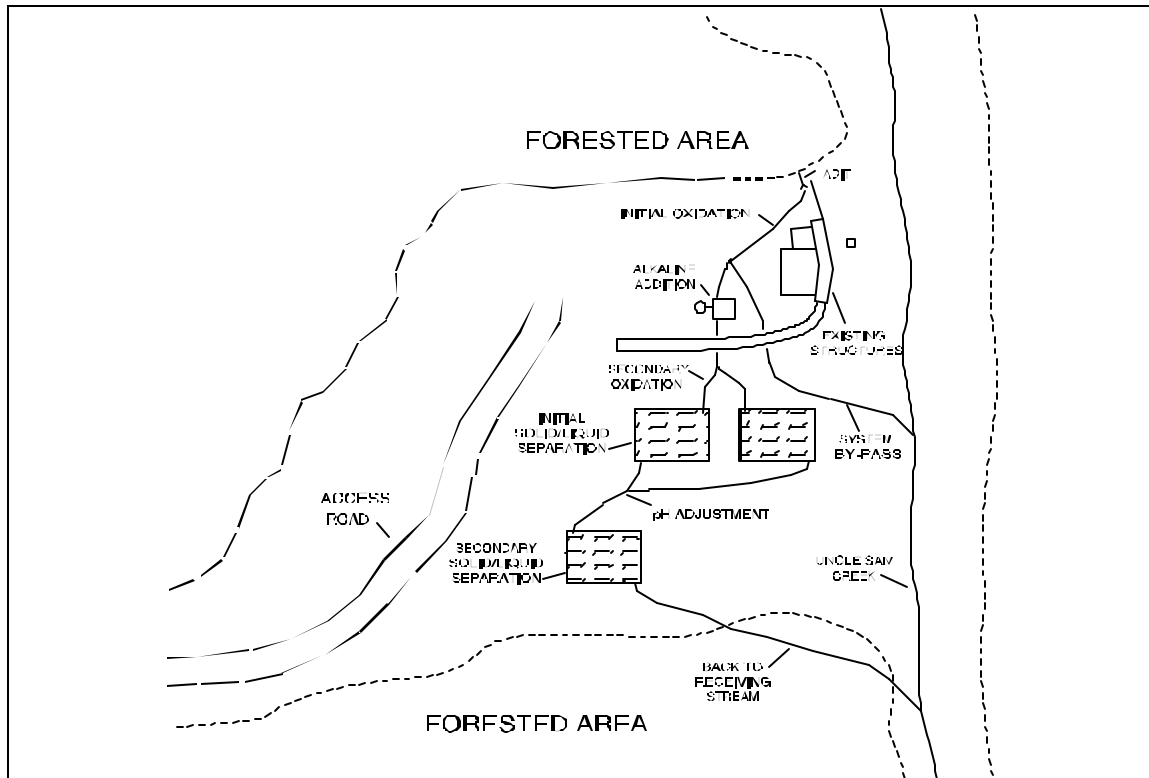 FORESTED AREA
ADIT
INITIAL OXIDATION
ALKALINE
ADDITION
EXISTING
STRUCTURES
SECONDARY
OXIDATION
INITIAL
SOLID/LIQUID
SEPARATION
SYSTEM
BY-PASS
ACCESS
ROAD
pH ADJUSTMENT
SECONDARY
SOLID/LIQUID
SEPARATION
UNCLE SAM
CREEK
BACK TO
RECEIVING
STREAM
FORESTED AREA